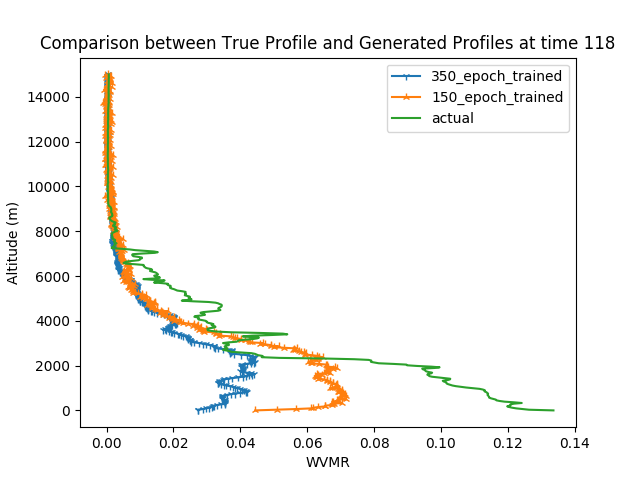 Comparison between True Profile and Generated Profiles at time 118
350_epoch_trained
150_epoch_trained
actual
Altitude (m)
14000
12000
10000
8000
6000
4000
2000
0
0.00 0.02 0.04 0.06 0.08 0.10 0.12 0.14
WVMR